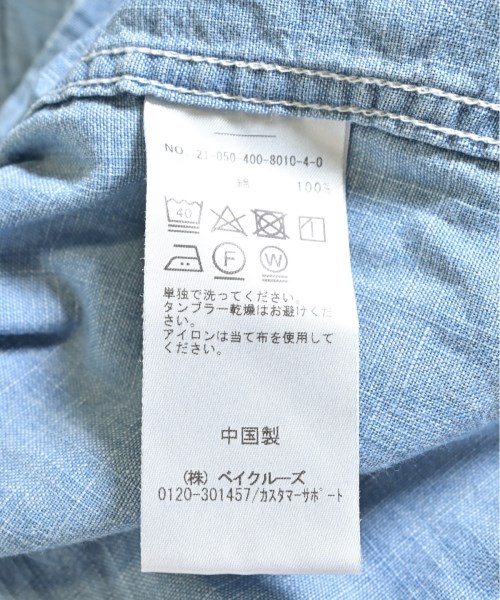 NO. 21-050-400-8010-4-0
綿 100%
40
F W
単独で洗ってください。
タンブラー乾燥はお避けください。
アイロンは当て布を使用して
ください。
中国製
(株) ベイクルーズ
0120-301457/カスタマーサポート